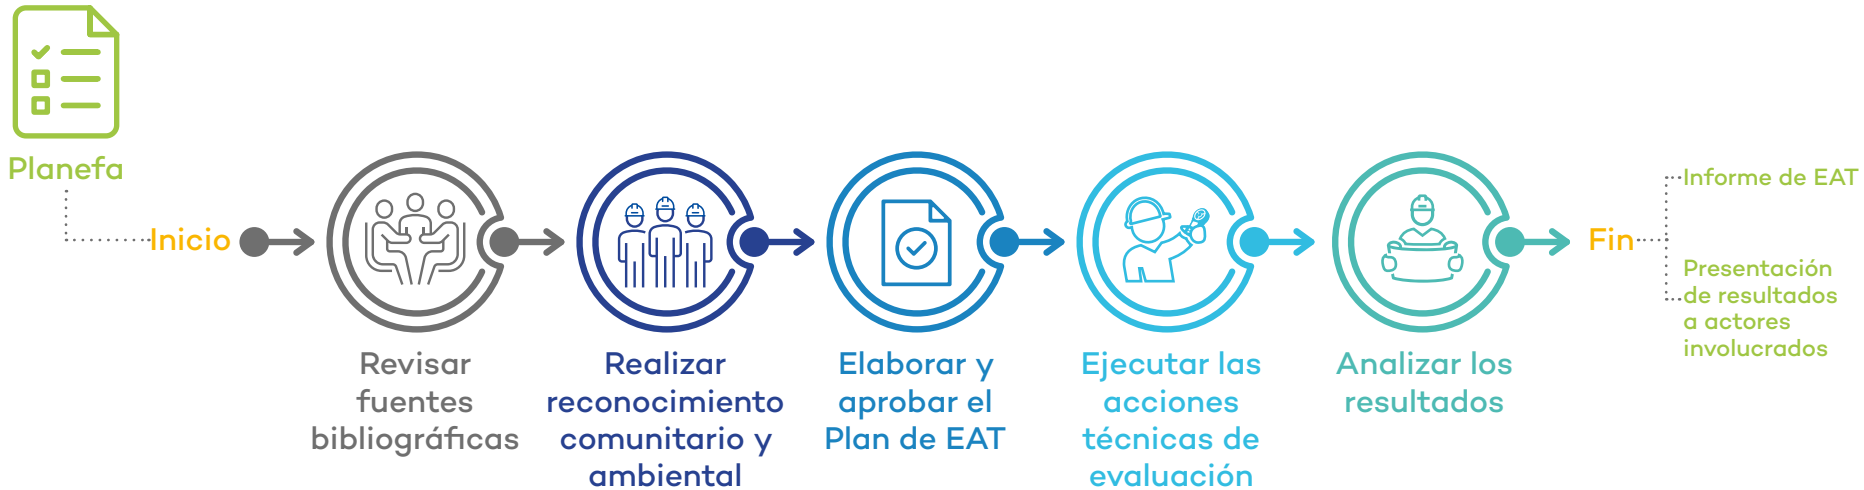 Planefa
Inicio
Revisar
fuentes
bibliográficas
Realizar
reconocimiento
comunitario y
ambiental
Elaborar y
aprobar el
Plan de EAT
Ejecutar las
acciones
técnicas de
evaluación
Analizar los
resultados
Fin
Informe de EAT
Presentación
de resultados
a actores
involucrados